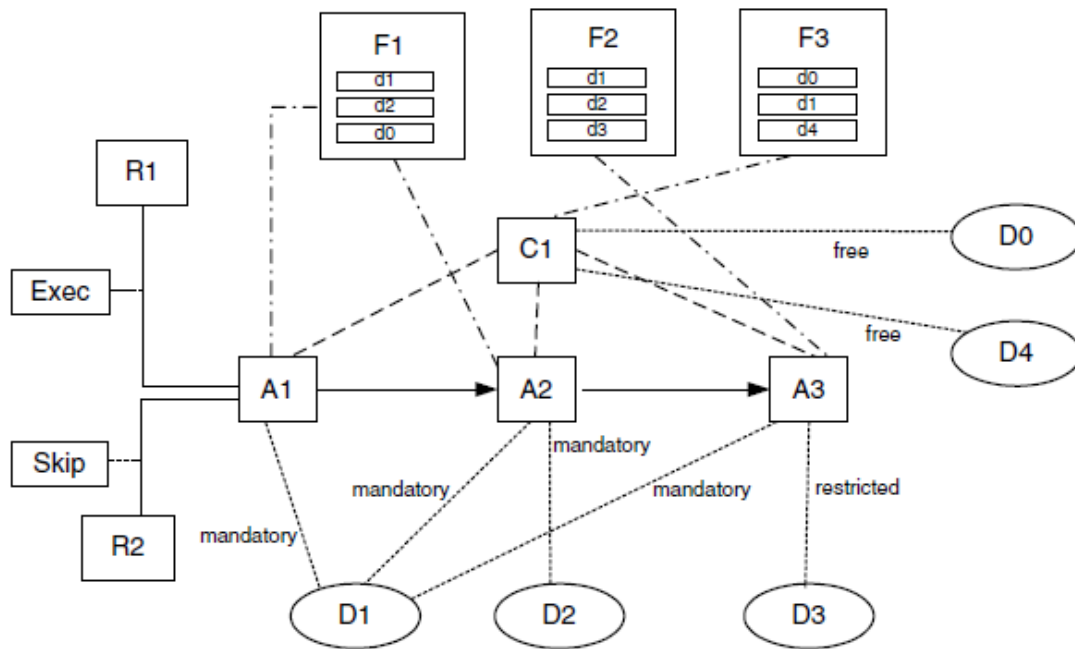 F1
d1
d2
d0
F2
d1
d2
d3
F3
d0
d1
d4
R1
C1
D0
free
Exec
D4
free
A1
A2
A3
mandatory
Skip
mandatory
mandatory
restricted
mandatory
R2
D1
D2
D3